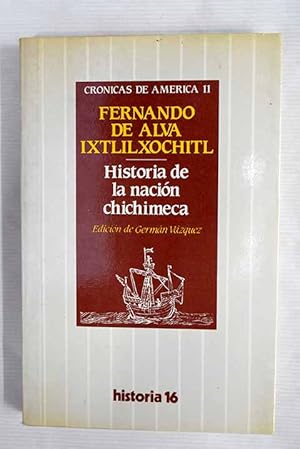 CRONICAS DE AMERICA 11
FERNANDO
DE ALVA
IXTLILXOCHITL
Historia de
la nación
chichimeca
Edición de Germán Vázquez
historia 16